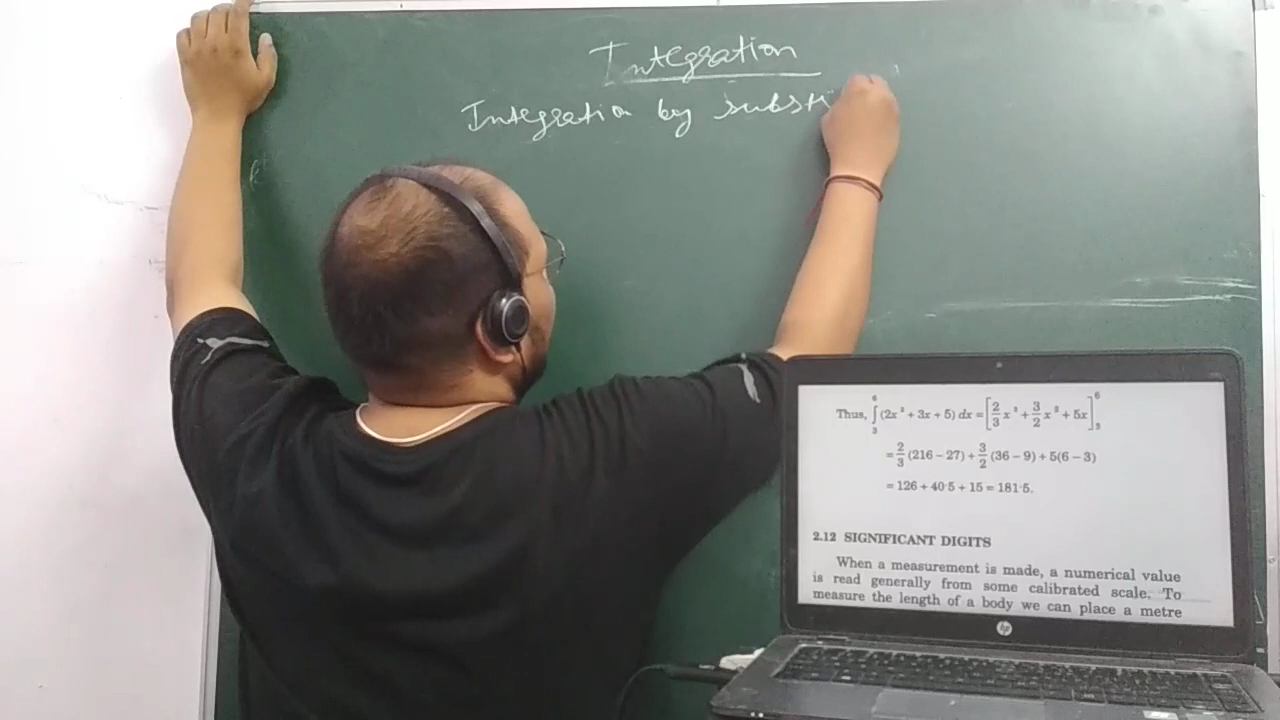 Integration
Integration by subst
Thus, ∫₃⁶ (2x² + 3x + 5) dx = [2/3 x³ + 3/2 x² + 5x]₃⁶
= 2/3 (216 – 27) + 3/2 (36 – 9) + 5(6 – 3)
= 126 + 40·5 + 15 = 181·5.
2.12 SIGNIFICANT DIGITS
When a measurement is made, a numerical value
is read generally from some calibrated scale. To
measure the length of a body we can place a metre
hp